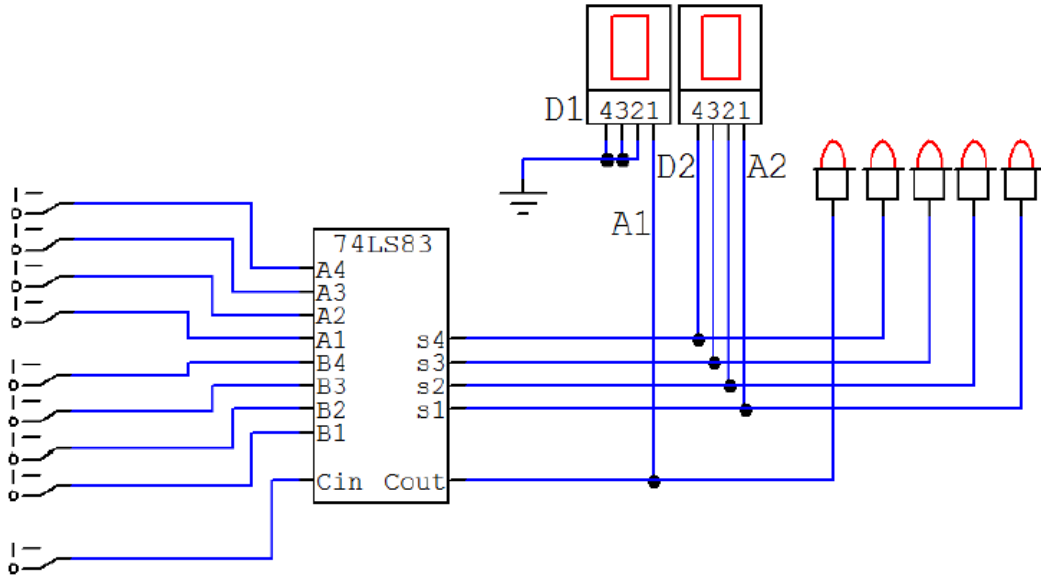 D1 4321 4321
D2 A2
A1
74LS83
A4
A3
A2
A1 s4
B4 s3
B3 s2
B2 s1
B1
Cin Cout